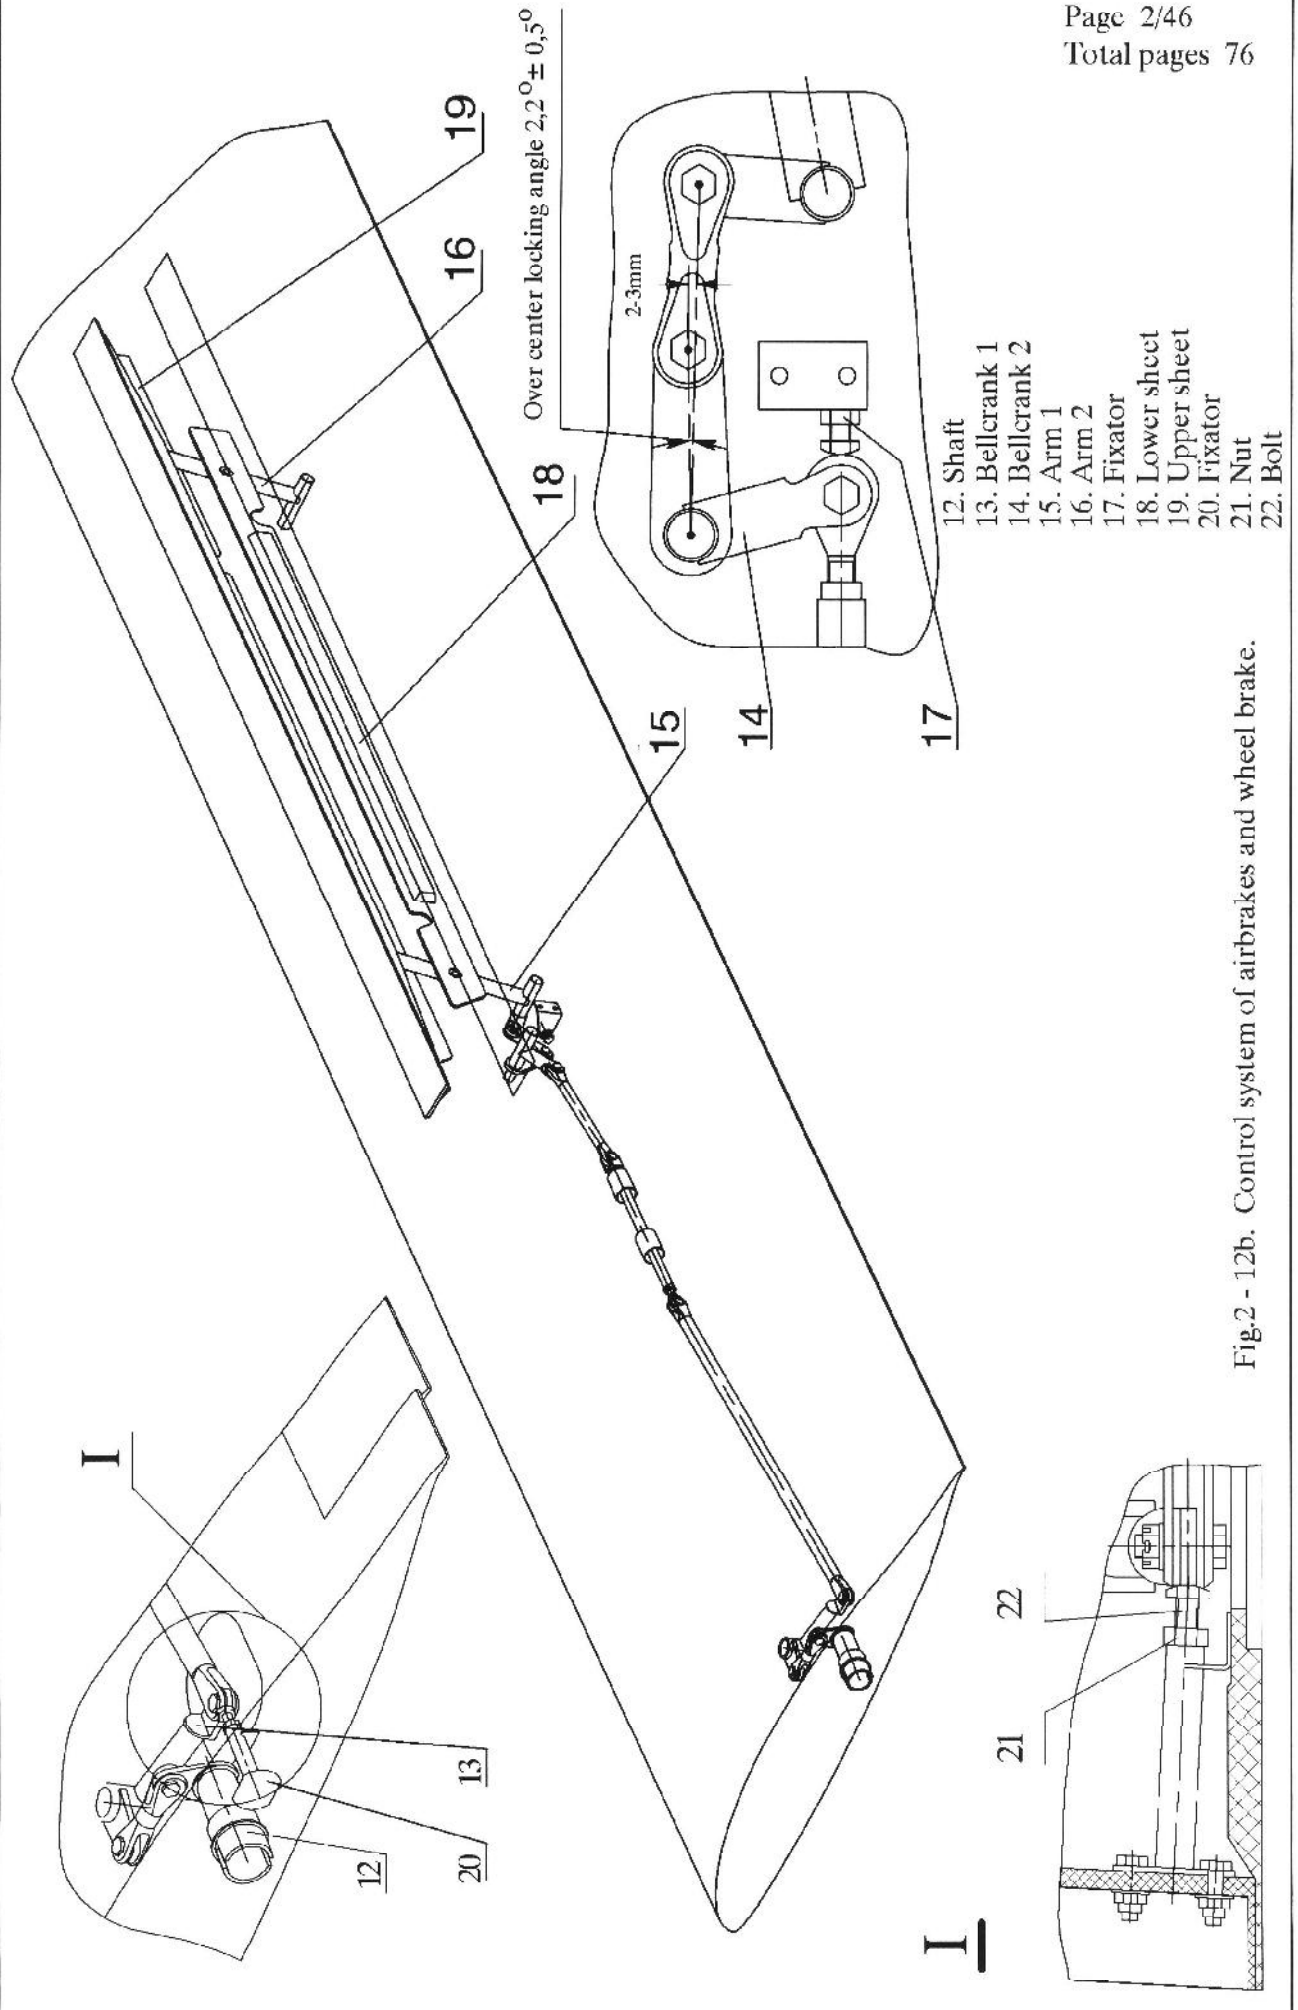 Page 2/46
Total pages 76
19
16
Over center locking angle 2,2°± 0,5°
18
2-3mm
15
14
17
12. Shaft
13. Bellcrank 1
14. Bellcrank 2
15. Arm 1
16. Arm 2
17. Fixator
18. Lower sheet
19. Upper sheet
20. Fixator
21. Nut
22. Bolt
I
13
12
20
I
22
21
Fig.2 - 12b. Control system of airbrakes and wheel brake.